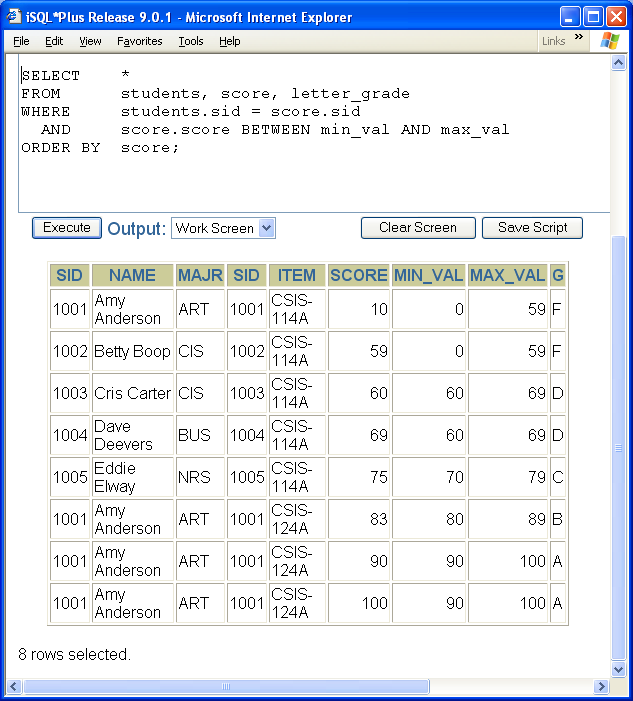 iSQL*Plus Release 9.0.1 - Microsoft Internet Explorer
File Edit View Favorites Tools Help Links »
SELECT *
FROM students, score, letter_grade
WHERE students.sid = score.sid
AND score.score BETWEEN min_val AND max_val
ORDER BY score;
Execute Output: Work Screen Clear Screen Save Script
SID NAME MAJR SID ITEM SCORE MIN_VAL MAX_VAL G
1001 Amy Anderson ART 1001 CSIS-114A 10 0 59 F
1002 Betty Boop CIS 1002 CSIS-114A 59 0 59 F
1003 Cris Carter CIS 1003 CSIS-114A 60 60 69 D
1004 Dave Deevers BUS 1004 CSIS-114A 69 60 69 D
1005 Eddie Elway NRS 1005 CSIS-114A 75 70 79 C
1001 Amy Anderson ART 1001 CSIS-124A 83 80 89 B
1001 Amy Anderson ART 1001 CSIS-124A 90 90 100 A
1001 Amy Anderson ART 1001 CSIS-124A 100 90 100 A
8 rows selected.